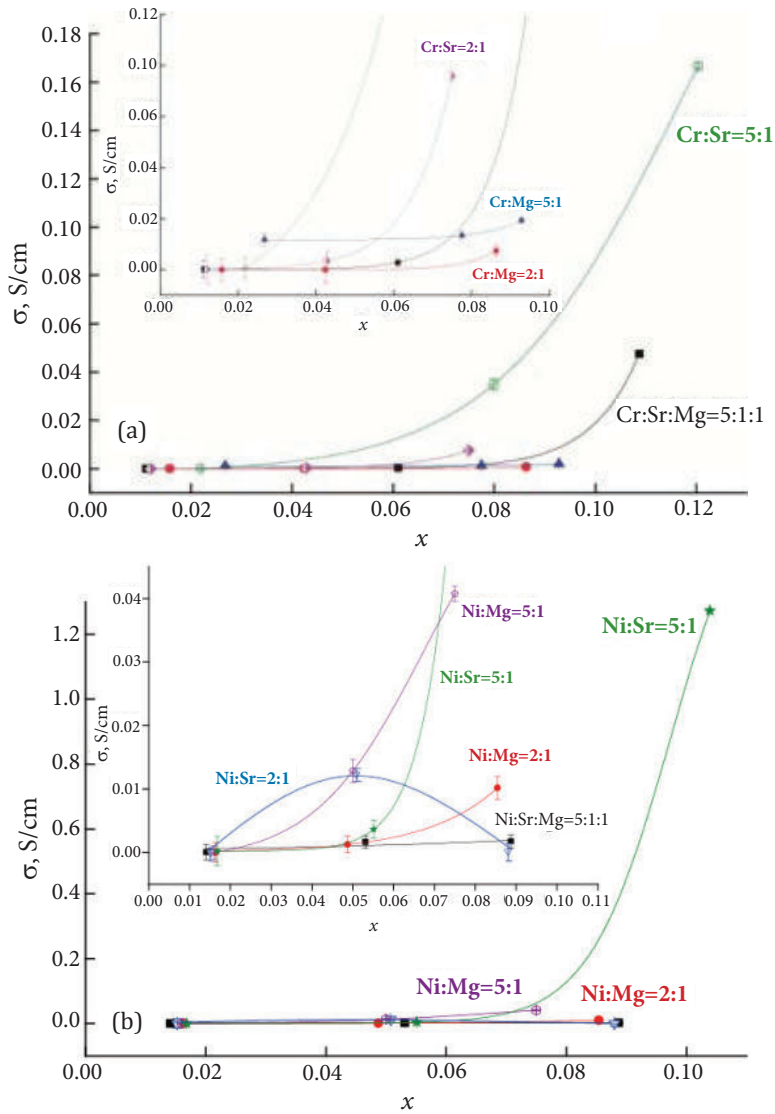 0.18
0.16
0.14
0.12
0.10
0.08
0.06
0.04
0.02
0.00
σ, S/cm
0.00
0.02
0.04
0.06
0.08
0.10
0.12
x
(a)
Cr:Sr=5:1
Cr:Sr:Mg=5:1:1
0.12
0.10
0.04
0.02
0.00
σ, S/cm
0.00
0.02
0.04
0.06
0.08
0.10
x
Cr:Sr=2:1
Cr:Mg=5:1
Cr:Mg=2:1
1.2
1.0
0.8
0.6
0.4
0.2
0.0
σ, S/cm
0.00
0.02
0.04
0.06
0.08
0.10
x
(b)
Ni:Sr=5:1
Ni:Mg=5:1
Ni:Mg=2:1
0.04
0.03
0.01
0.00
σ, S/cm
0.00
0.01
0.02
0.03
0.04
0.05
0.06
0.07
0.08
0.09
0.10
0.11
x
Ni:Mg=5:1
Ni:Sr=5:1
Ni:Sr=2:1
Ni:Mg=2:1
Ni:Sr:Mg=5:1:1